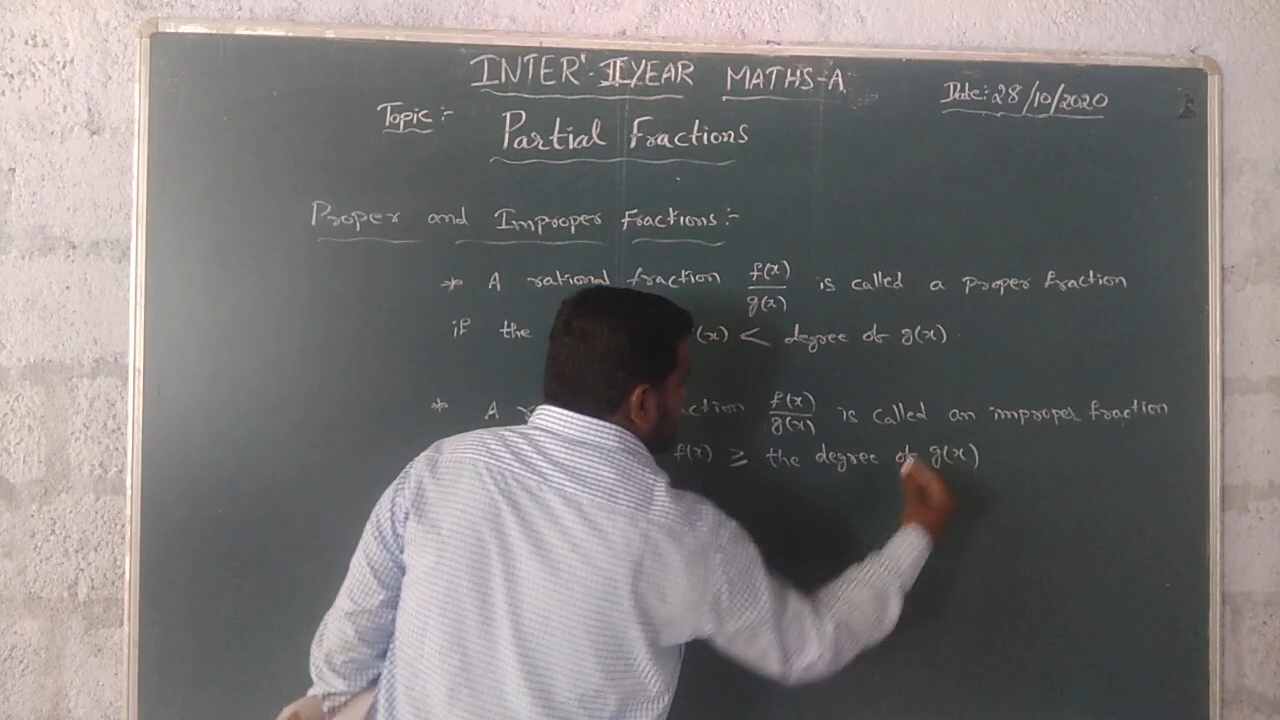 INTER'-II YEAR MATHS-A
Date:28/10/2020
Topic:-
Partial Fractions
Proper and Improper Fractions:-
* A rational fraction f(x)/g(x) is called a proper fraction
if the (x) < degree of g(x).
* A f(x)/g(x) is called an improper fraction
f(x) ≥ the degree of g(x)